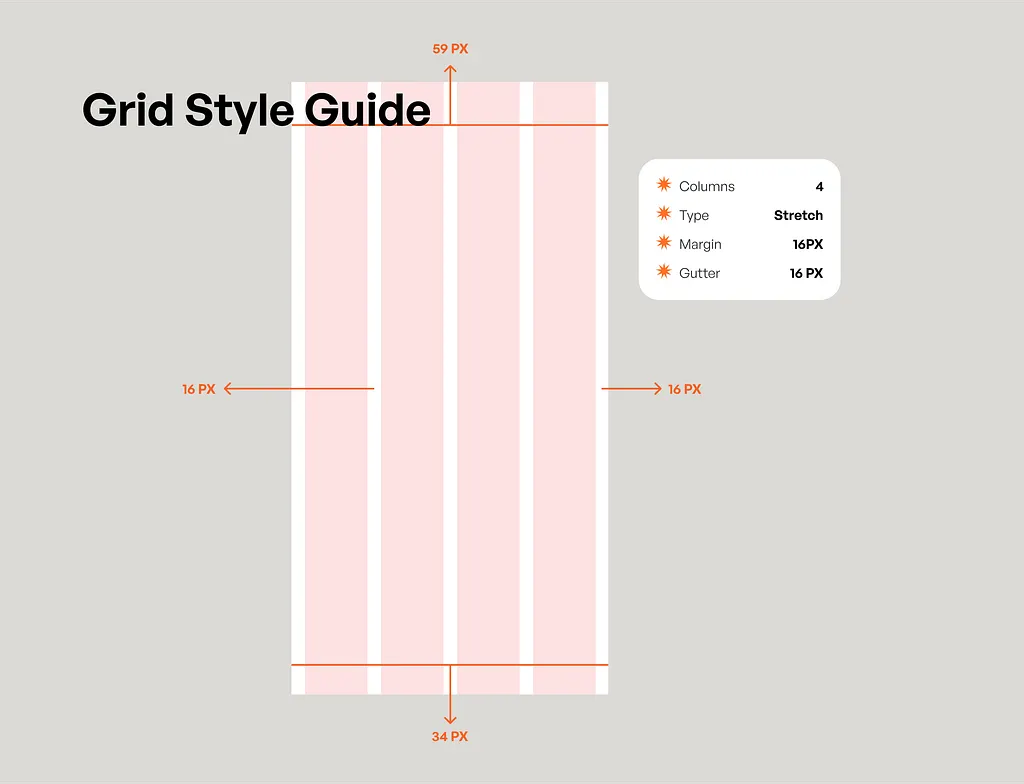 59 PX
Grid Style Guide
Columns 4
Type Stretch
Margin 16PX
Gutter 16 PX
16 PX
16 PX
34 PX